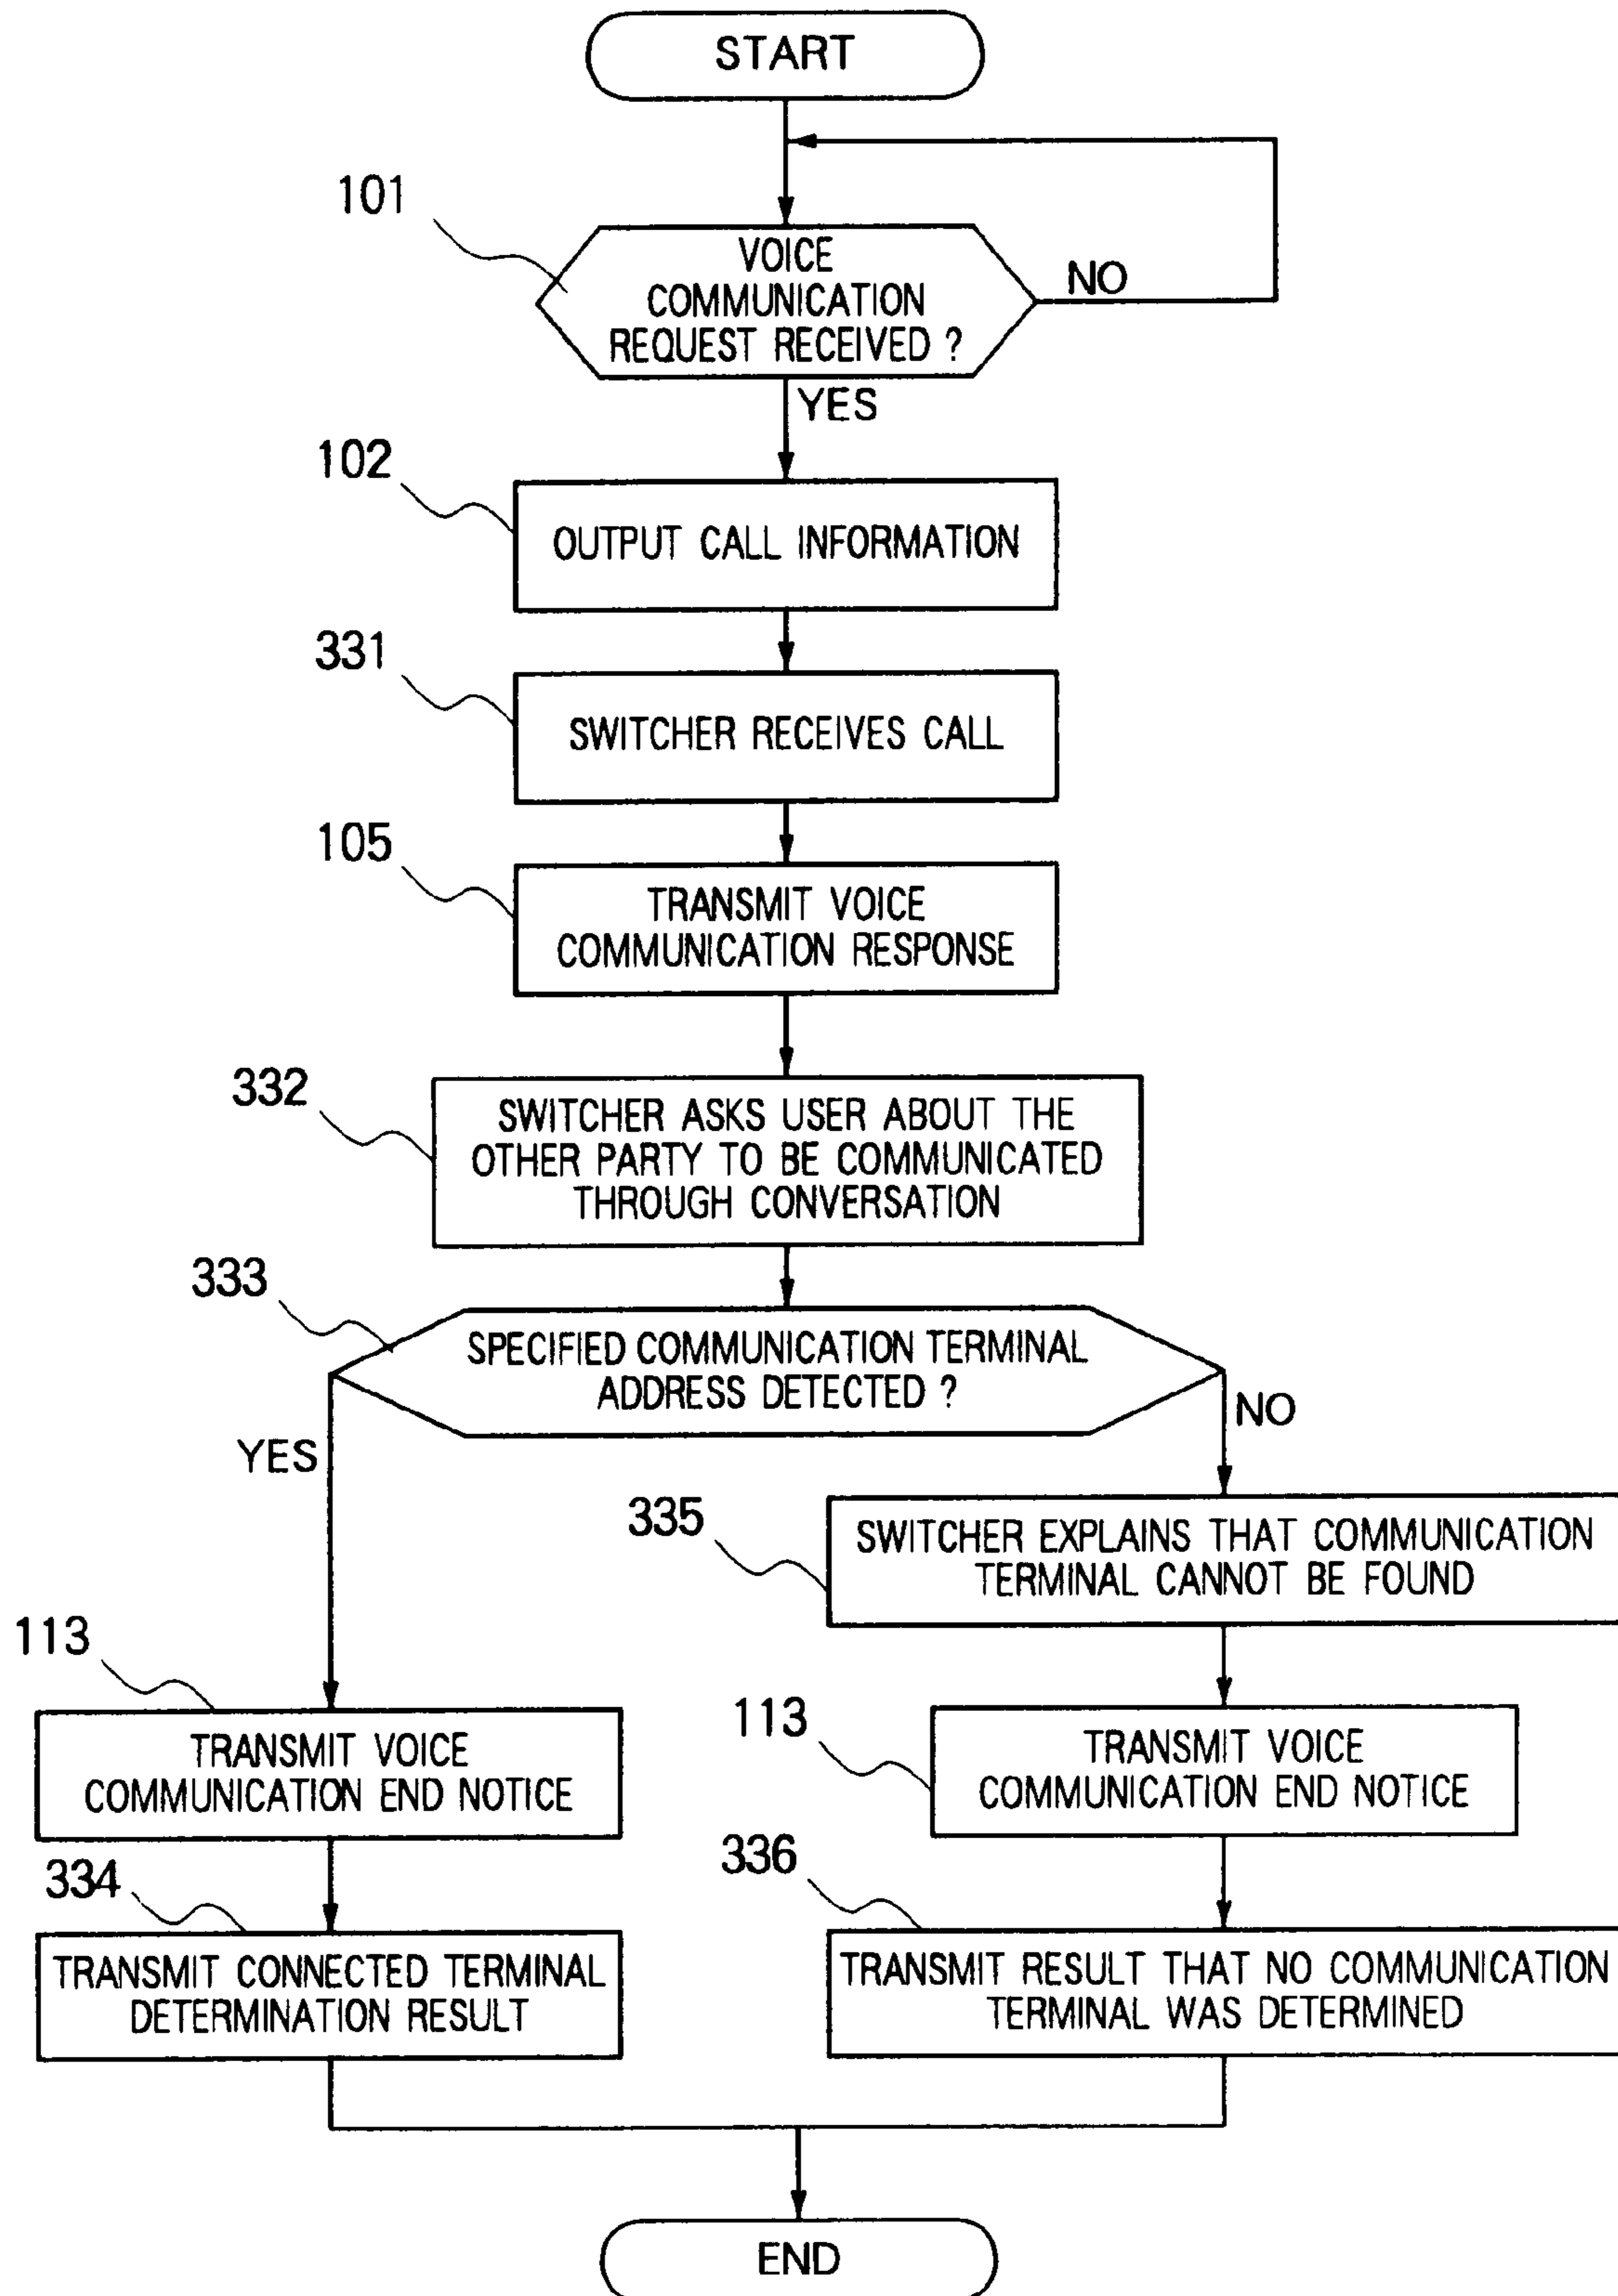 START
101
VOICE
COMMUNICATION
REQUEST RECEIVED ?
NO
YES
102
OUTPUT CALL INFORMATION
331
SWITCHER RECEIVES CALL
105
TRANSMIT VOICE
COMMUNICATION RESPONSE
332
SWITCHER ASKS USER ABOUT THE
OTHER PARTY TO BE COMMUNICATED
THROUGH CONVERSATION
333
SPECIFIED COMMUNICATION TERMINAL
ADDRESS DETECTED ?
YES
NO
335
SWITCHER EXPLAINS THAT COMMUNICATION
TERMINAL CANNOT BE FOUND
113
TRANSMIT VOICE
COMMUNICATION END NOTICE
113
TRANSMIT VOICE
COMMUNICATION END NOTICE
334
TRANSMIT CONNECTED TERMINAL
DETERMINATION RESULT
336
TRANSMIT RESULT THAT NO COMMUNICATION
TERMINAL WAS DETERMINED
END